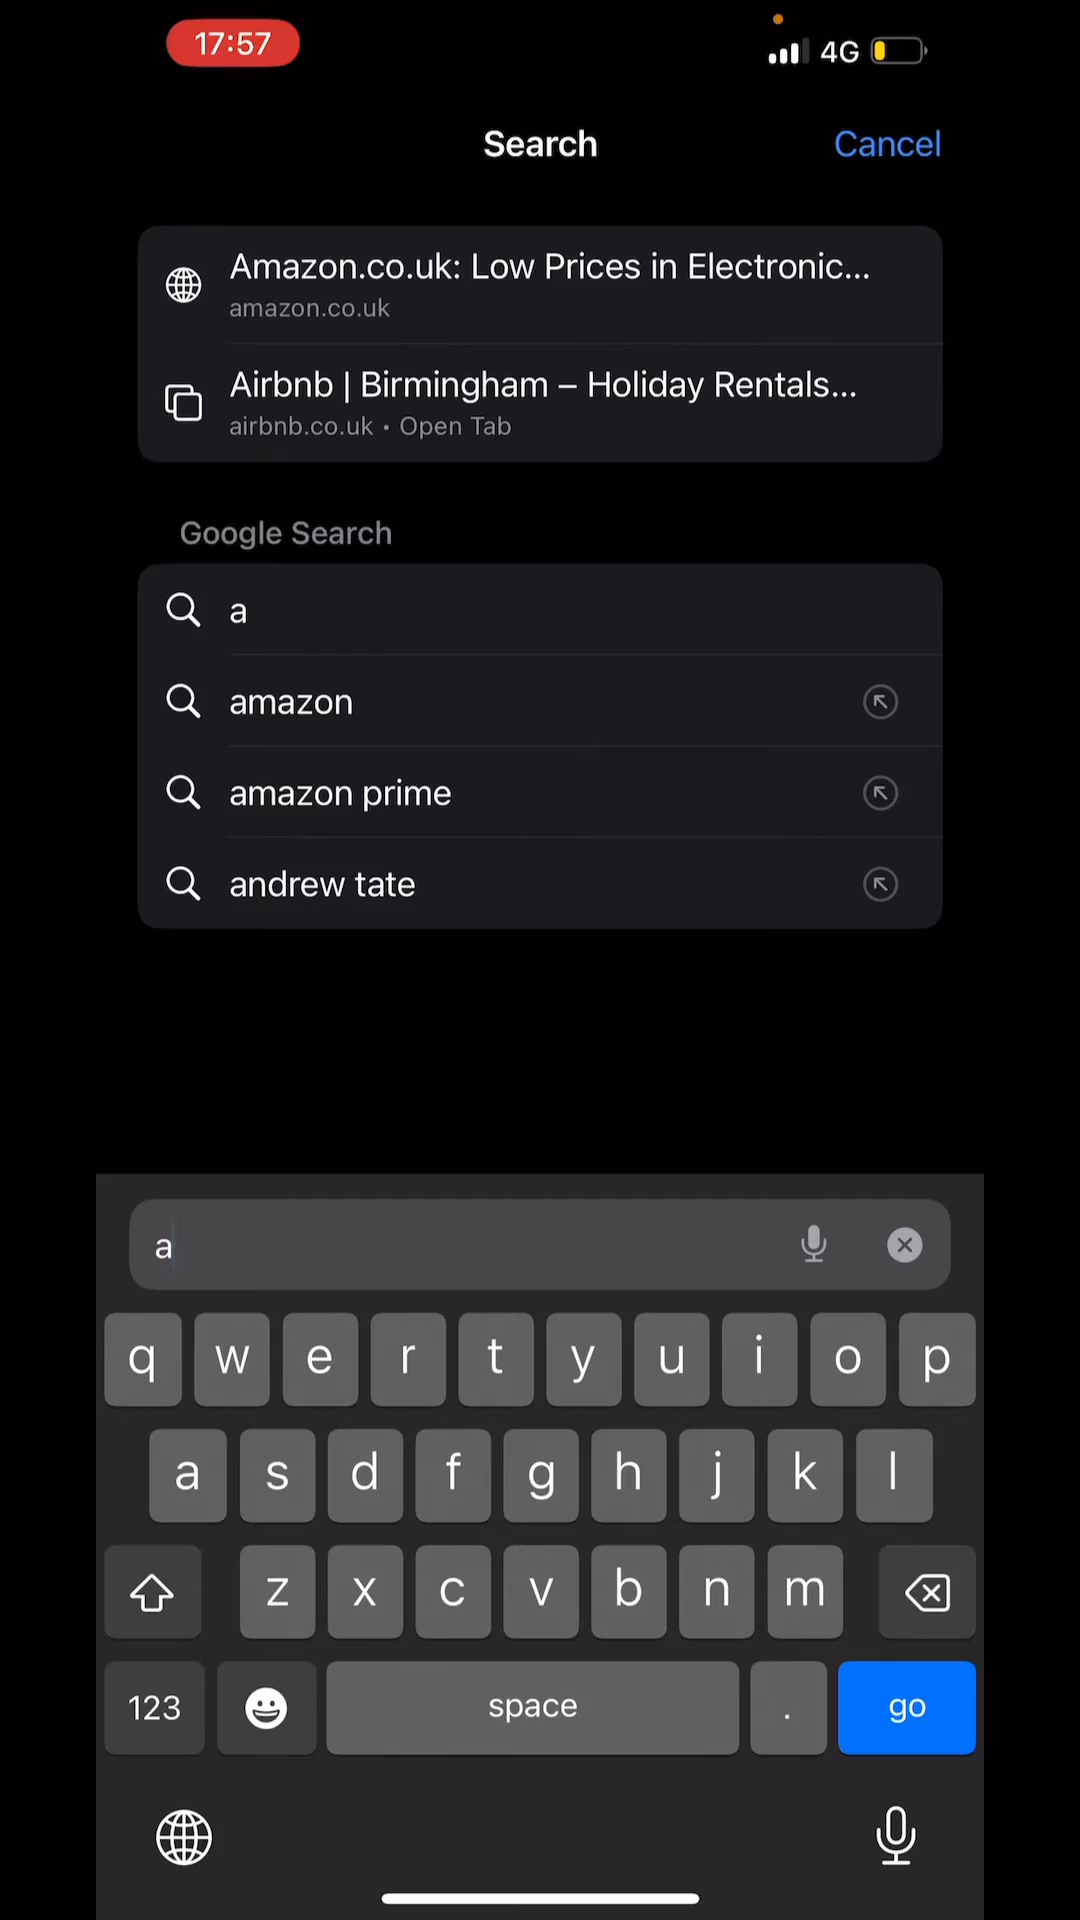 17:57
4G
Search
Cancel
Amazon.co.uk: Low Prices in Electronic...
amazon.co.uk
Airbnb | Birmingham – Holiday Rentals...
airbnb.co.uk • Open Tab
Google Search
a
amazon
amazon prime
andrew tate
a
q w e r t y u i o p
a s d f g h j k l
z x c v b n m
123 space . go